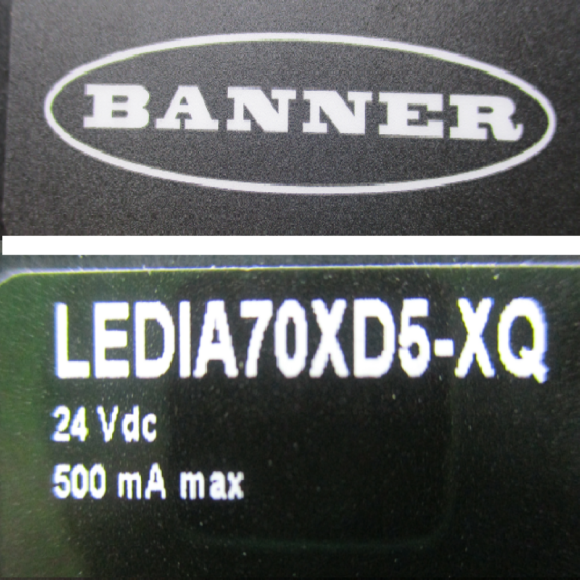 BANNER
LEDIA70XD5-XQ
24 Vdc
500 mA max